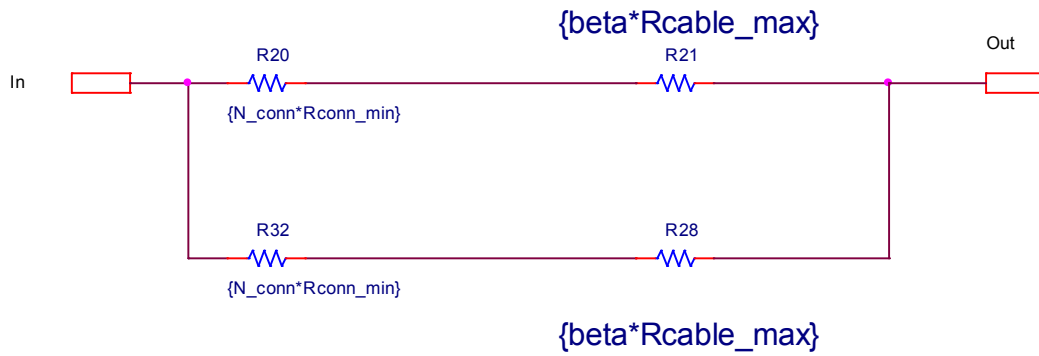 {beta*Rcable_max}
R20
R21
Out
In
{N_conn*Rconn_min}
R32
R28
{N_conn*Rconn_min}
{beta*Rcable_max}